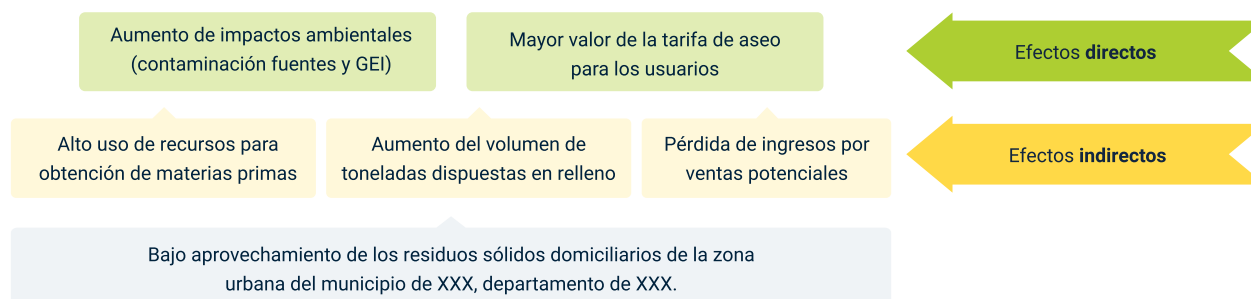 Aumento de impactos ambientales
(contaminación fuentes y GEI)
Mayor valor de la tarifa de aseo
para los usuarios
Efectos directos
Alto uso de recursos para
obtención de materias primas
Aumento del volumen de
toneladas dispuestas en relleno
Pérdida de ingresos por
ventas potenciales
Efectos indirectos
Bajo aprovechamiento de los residuos sólidos domiciliarios de la zona
urbana del municipio de XXX, departamento de XXX.